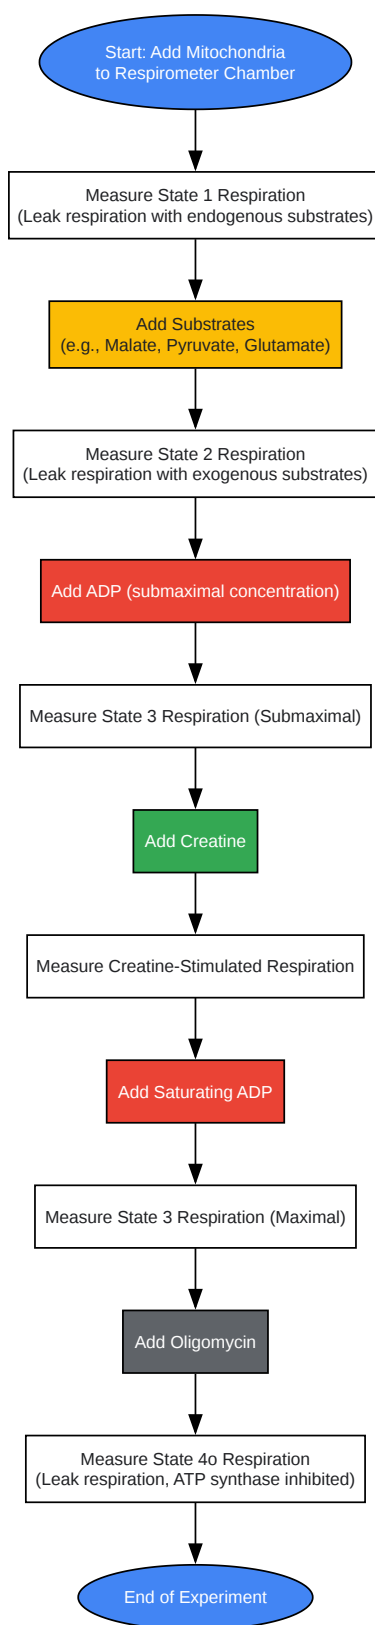 Start: Add Mitochondria
to Respirometer Chamber
Measure State 1 Respiration
(Leak respiration with endogenous substrates)
Add Substrates
(e.g., Malate, Pyruvate, Glutamate)
Measure State 2 Respiration
(Leak respiration with exogenous substrates)
Add ADP (submaximal concentration)
Measure State 3 Respiration (Submaximal)
Add Creatine
Measure Creatine-Stimulated Respiration
Add Saturating ADP
Measure State 3 Respiration (Maximal)
Add Oligomycin
Measure State 4o Respiration
(Leak respiration, ATP synthase inhibited)
End of Experiment